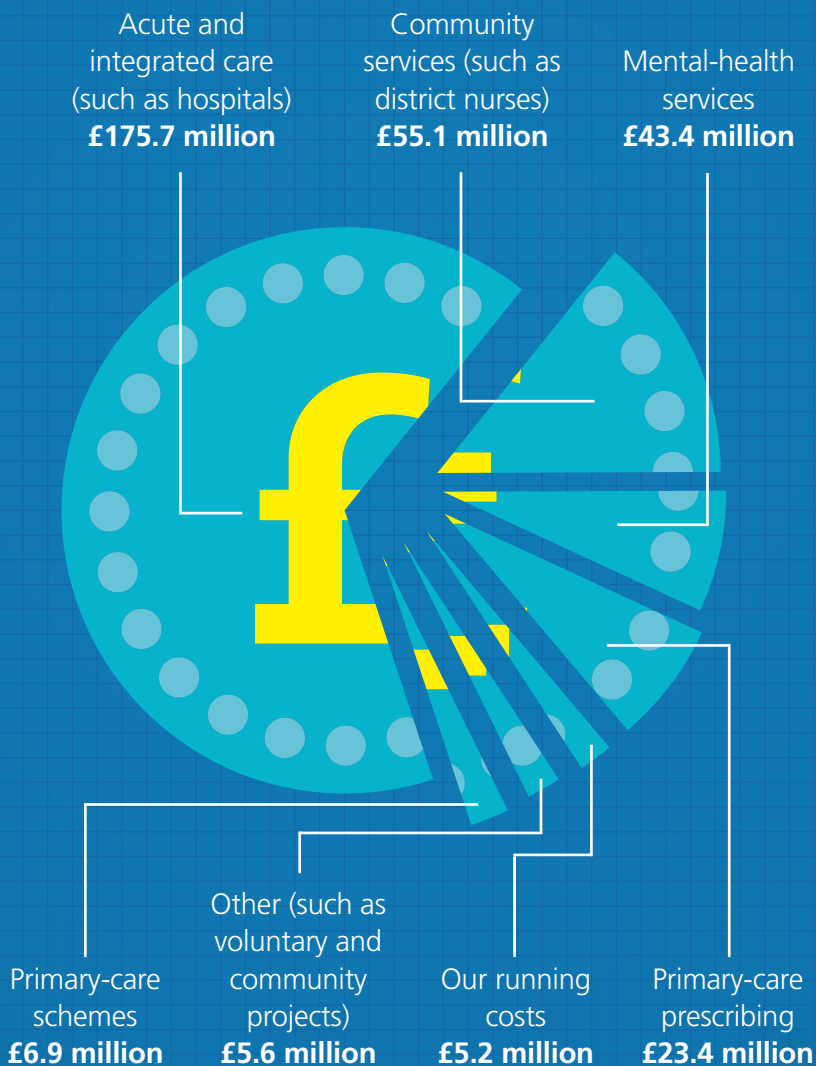 Acute and
integrated care
(such as hospitals)
£175.7 million
Community
services (such as
district nurses)
£55.1 million
Mental-health
services
£43.4 million
£
Primary-care
schemes
£6.9 million
Other (such as
voluntary and
community
projects)
£5.6 million
Our running
costs
£5.2 million
Primary-care
prescribing
£23.4 million